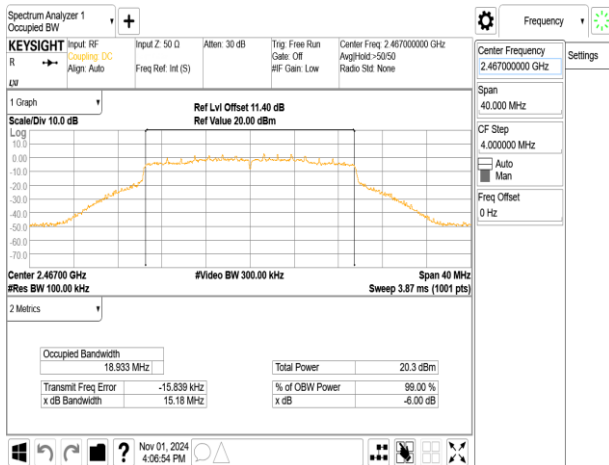 Spectrum Analyzer 1
Occupied BW
Frequency
KEYSIGHT
R
LXI
Input: RF
Coupling: DC
Align: Auto
Input Z: 50 Ω
Freq Ref: Int (S)
Atten: 30 dB
Trig: Free Run
Gate: Off
#IF Gain: Low
Center Freq: 2.467000000 GHz
Avg|Hold:>50/50
Radio Std: None
Center Frequency
2.467000000 GHz
Settings
Span
40.000 MHz
CF Step
4.000000 MHz
Auto
Man
Freq Offset
0 Hz
1 Graph
Scale/Div 10.0 dB
Ref Lvl Offset 11.40 dB
Ref Value 20.00 dBm
Log
10.0
0.00
-10.0
-20.0
-30.0
-40.0
-50.0
-60.0
-70.0
Center 2.46700 GHz
#Res BW 100.00 kHz
#Video BW 300.00 kHz
Span 40 MHz
Sweep 3.87 ms (1001 pts)
2 Metrics
Occupied Bandwidth
18.933 MHz
Total Power 20.3 dBm
Transmit Freq Error -15.839 kHz
% of OBW Power 99.00 %
x dB Bandwidth 15.18 MHz
x dB -6.00 dB
?
Nov 01, 2024
4:06:54 PM